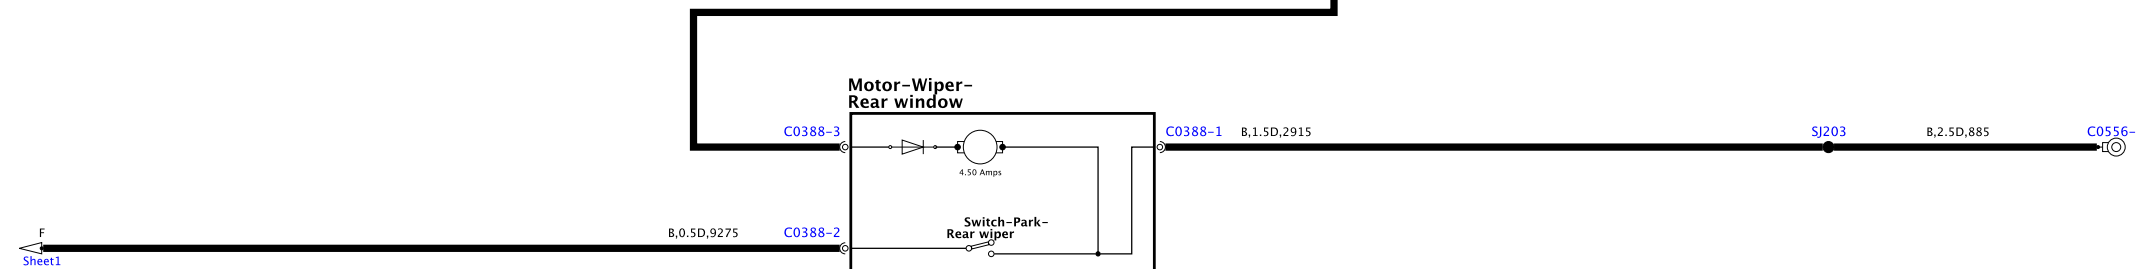 Motor-Wiper-
Rear window
C0388-3
C0388-1
B,1.5D,2915
SJ203
B,2.5D,885
C0556-
4.50 Amps
Switch-Park-
Rear wiper
F
B,0.5D,9275
C0388-2
Sheet1